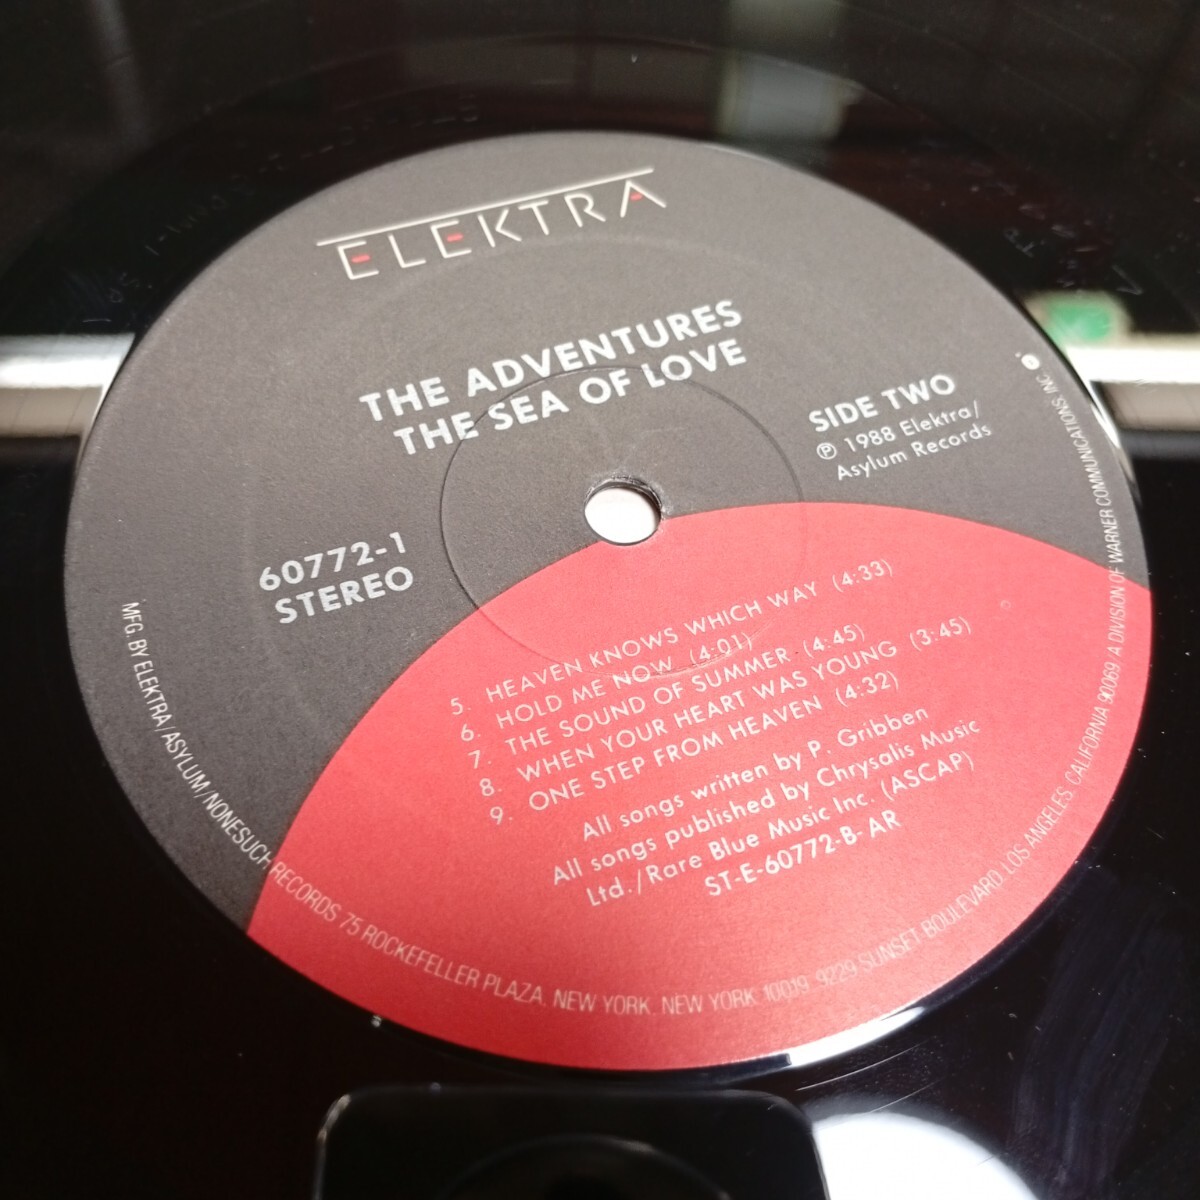 ELEKTRA
THE ADVENTURES
THE SEA OF LOVE
SIDE TWO
℗ 1988 Elektra/
Asylum Records
60772-1
STEREO
5. HEAVEN KNOWS WHICH WAY (4:33)
6. HOLD ME NOW (4:01)
7. THE SOUND OF SUMMER (4:45)
8. WHEN YOUR HEART WAS YOUNG (3:45)
9. ONE STEP FROM HEAVEN (4:32)
All songs written by P. Gribben
All songs published by Chrysalis Music
Ltd./Rare Blue Music Inc. (ASCAP)
ST-E-60772-B-AR
MFG. BY ELEKTRA/ASYLUM/NONESUCH RECORDS 75 ROCKEFELLER PLAZA, NEW YORK, NEW YORK 10019 9229 SUNSET BOULEVARD, LOS ANGELES, CALIFORNIA 90069 A DIVISION OF WARNER COMMUNICATIONS, INC.